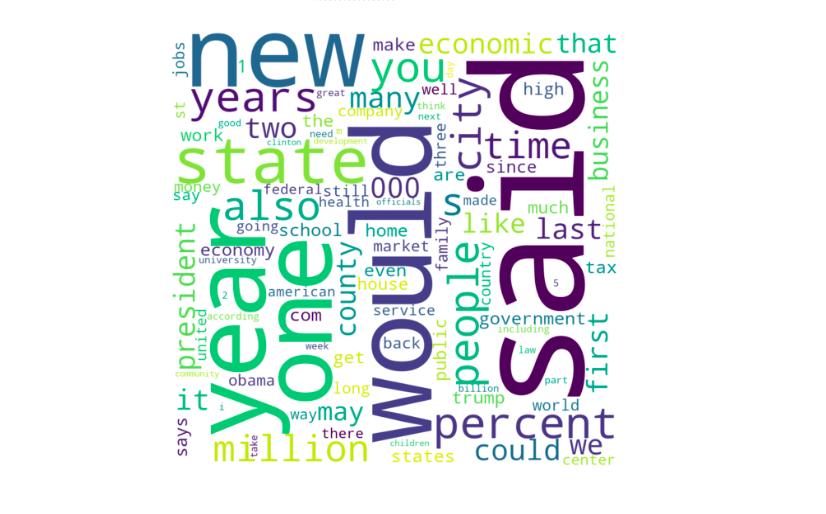 new
said
would
year
one
state
you
economic
that
make
jobs
1
years
great
many
well
day
high
business
st
good
two
the
company
think
next
city
time
work
clinton
need
m
development
three
are
since
money
federal
still
000
say
also
health
officials
s
made
much
national
like
last
going
school
home
family
president
economy
county
market
people
country
university
even
tax
2
american
house
5
government
united
according
com
service
including
first
week
back
public
law
get
community
obama
long
billion
part
trump
world
it
i
way
may
percent
says
million
take
there
children
states
could
we
center
.